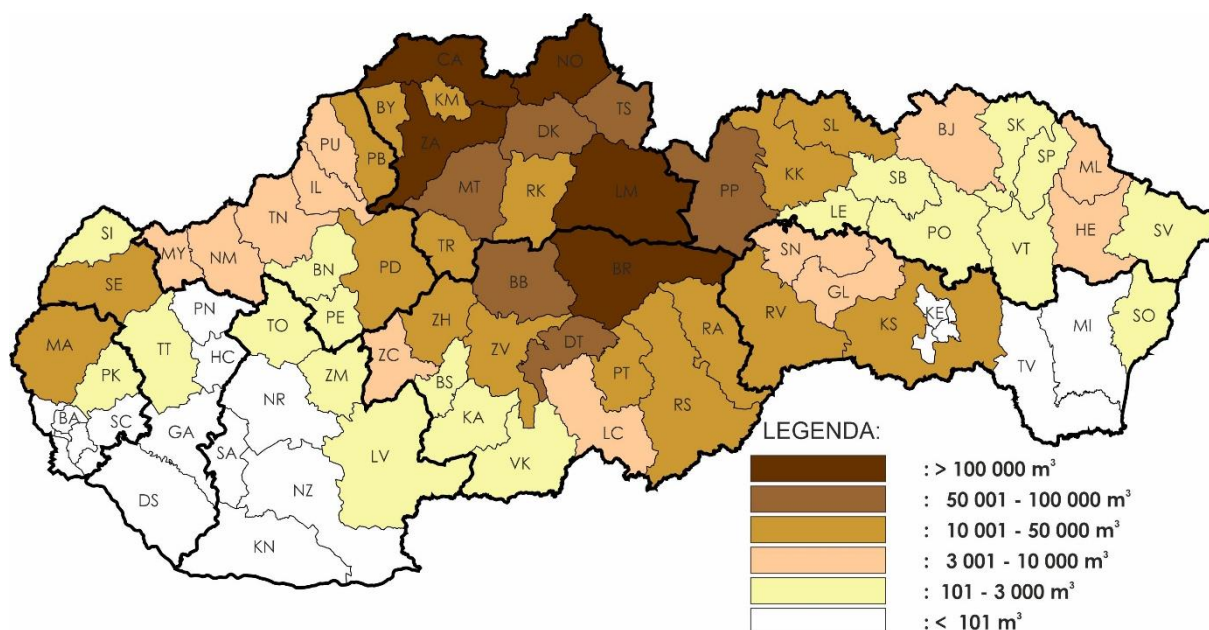 CA
NO
BY
KM
TS
PU
PB
ZA
DK
IL
MT
RK
LM
PP
SL
KK
BJ
SK
SP
ML
SB
LE
PO
VT
HE
SV
SI
MY
NM
TN
SE
BN
PD
TR
BB
BR
SN
GL
RV
KS
KE
MI
SO
TV
PN
TO
PE
ZH
ZV
DT
RA
MA
TT
HC
ZC
PT
PK
ZM
BS
RS
BA
SC
NR
GA
KA
LC
SA
LV
VK
DS
NZ
KN
LEGENDA:
: > 100 000 m³
: 50 001 - 100 000 m³
: 10 001 - 50 000 m³
: 3 001 - 10 000 m³
: 101 - 3 000 m³
: < 101 m³